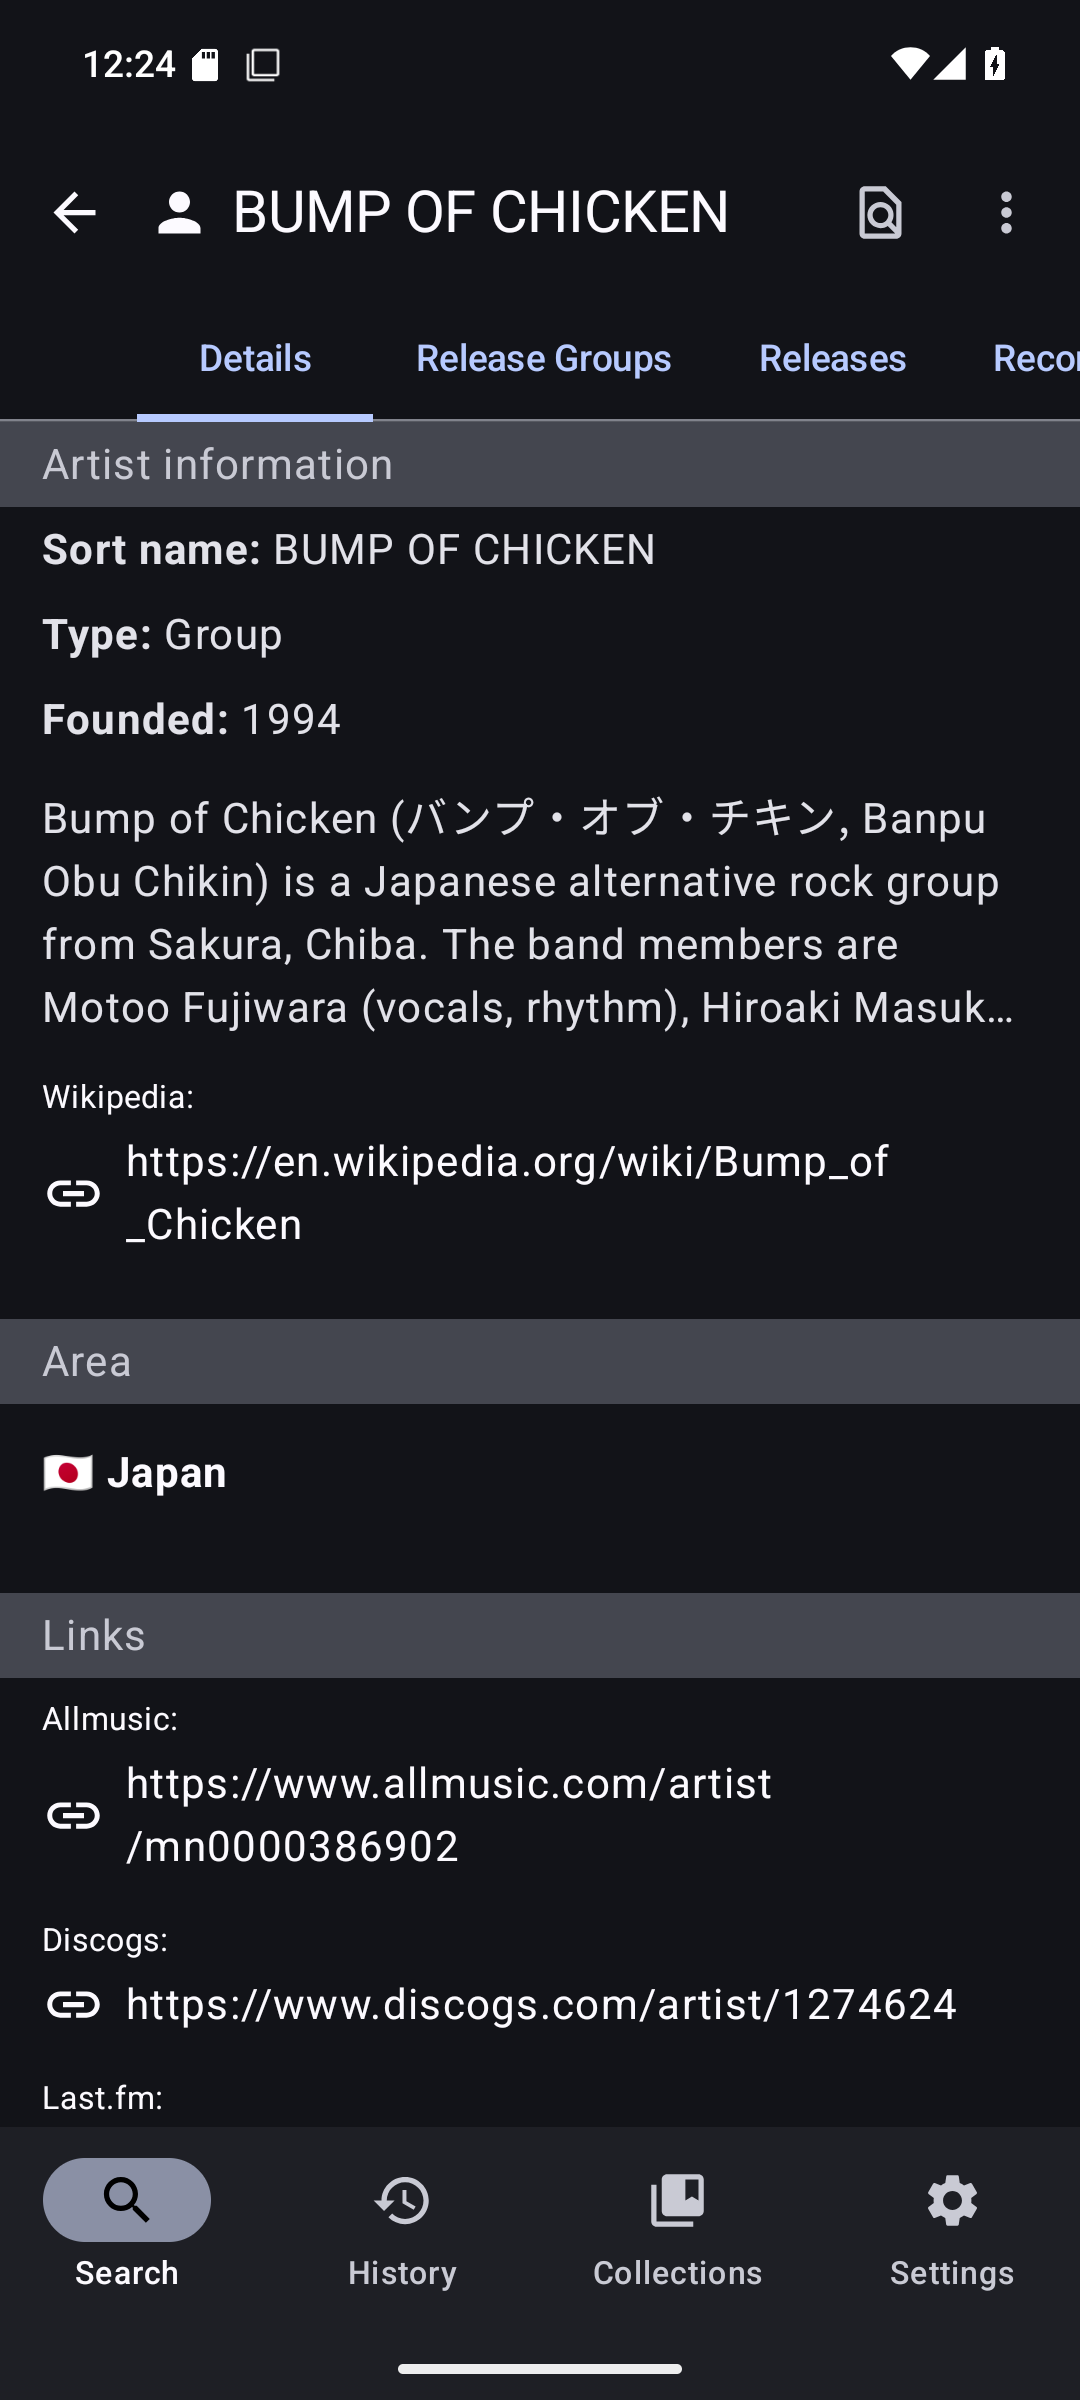 12:24
BUMP OF CHICKEN
Details
Release Groups
Releases
Recor
Artist information
Sort name: BUMP OF CHICKEN
Type: Group
Founded: 1994
Bump of Chicken (バンプ・オブ・チキン, Banpu
Obu Chikin) is a Japanese alternative rock group
from Sakura, Chiba. The band members are
Motoo Fujiwara (vocals, rhythm), Hiroaki Masuk…
Wikipedia:
https://en.wikipedia.org/wiki/Bump_of
_Chicken
Area
🇯🇵 Japan
Links
Allmusic:
https://www.allmusic.com/artist
/mn0000386902
Discogs:
https://www.discogs.com/artist/1274624
Last.fm:
Search
History
Collections
Settings